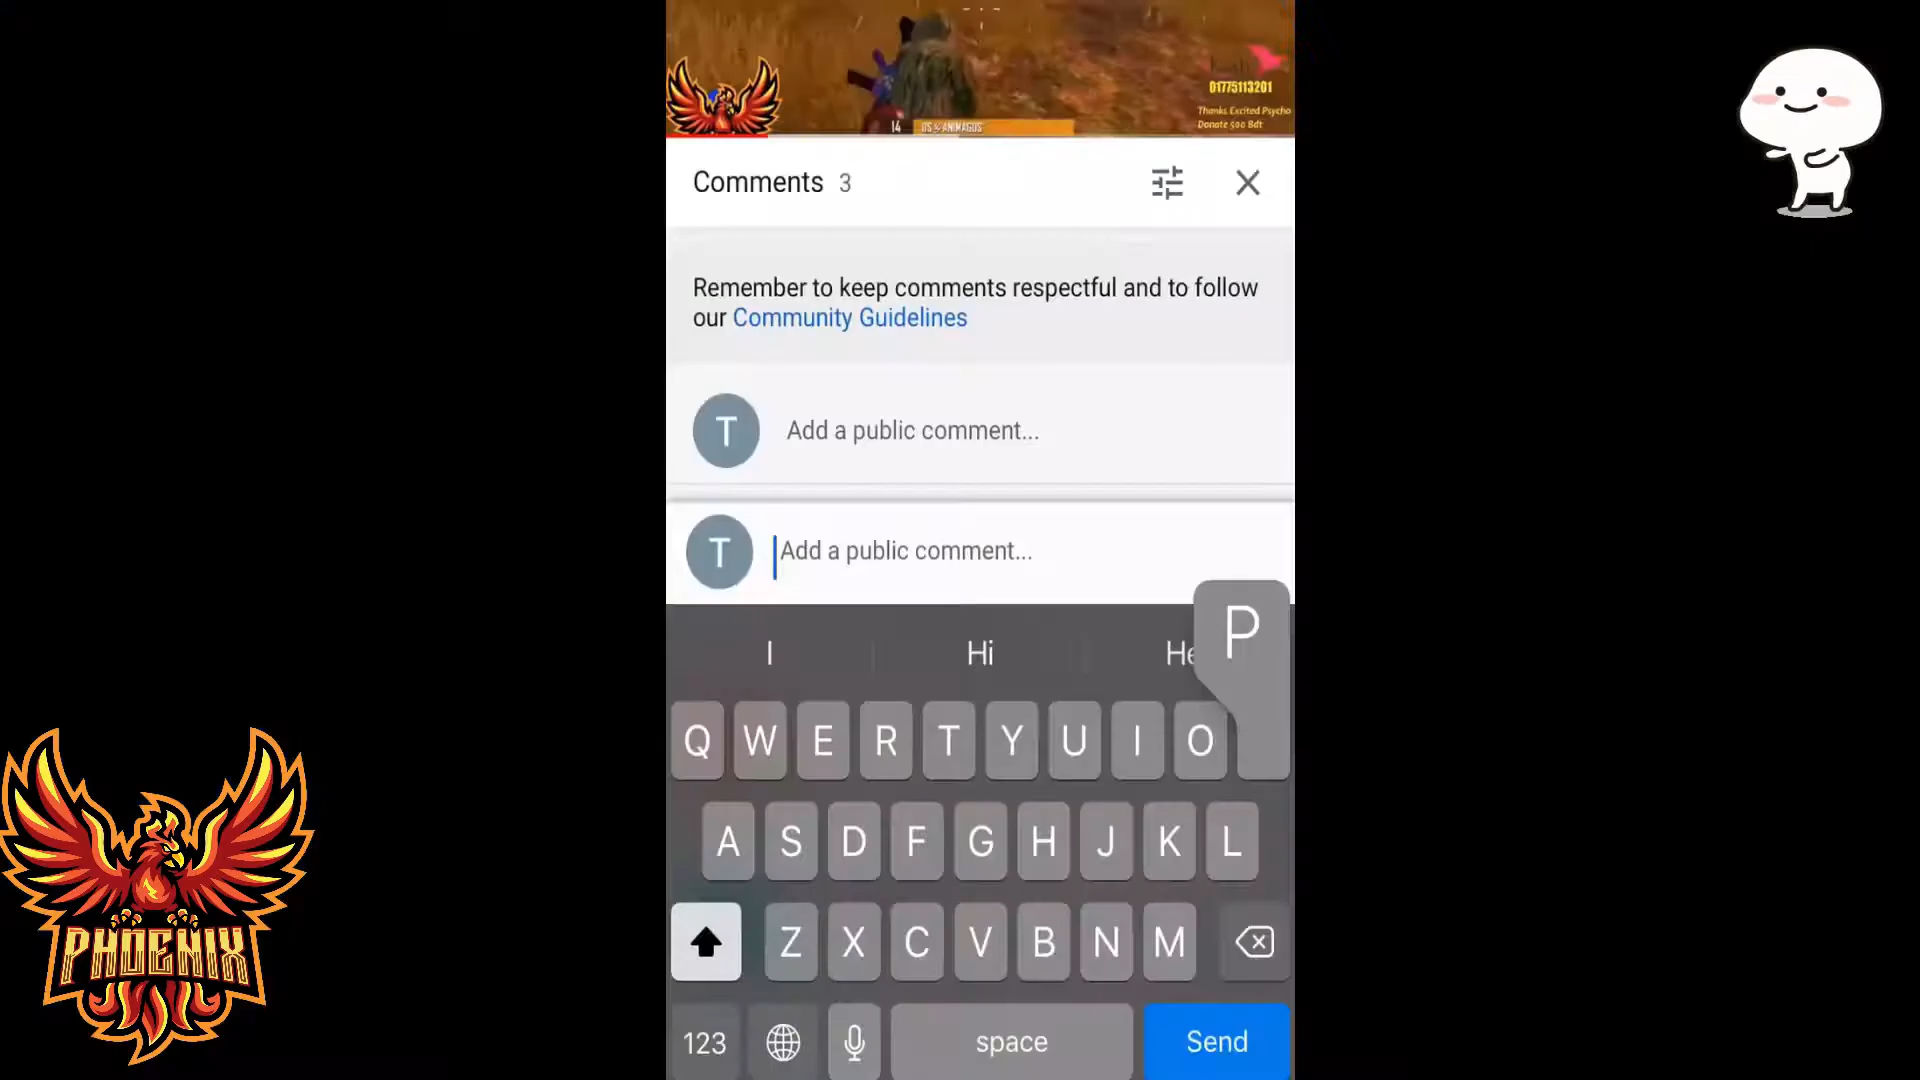 01775113201
Thanks Excited Psycho
Donate 500 Bdt
14
Comments 3
Remember to keep comments respectful and to follow
our Community Guidelines
T Add a public comment...
T Add a public comment...
P
I Hi He
Q W E R T Y U I O
A S D F G H J K L
Z X C V B N M
123 space Send
PHOENIX